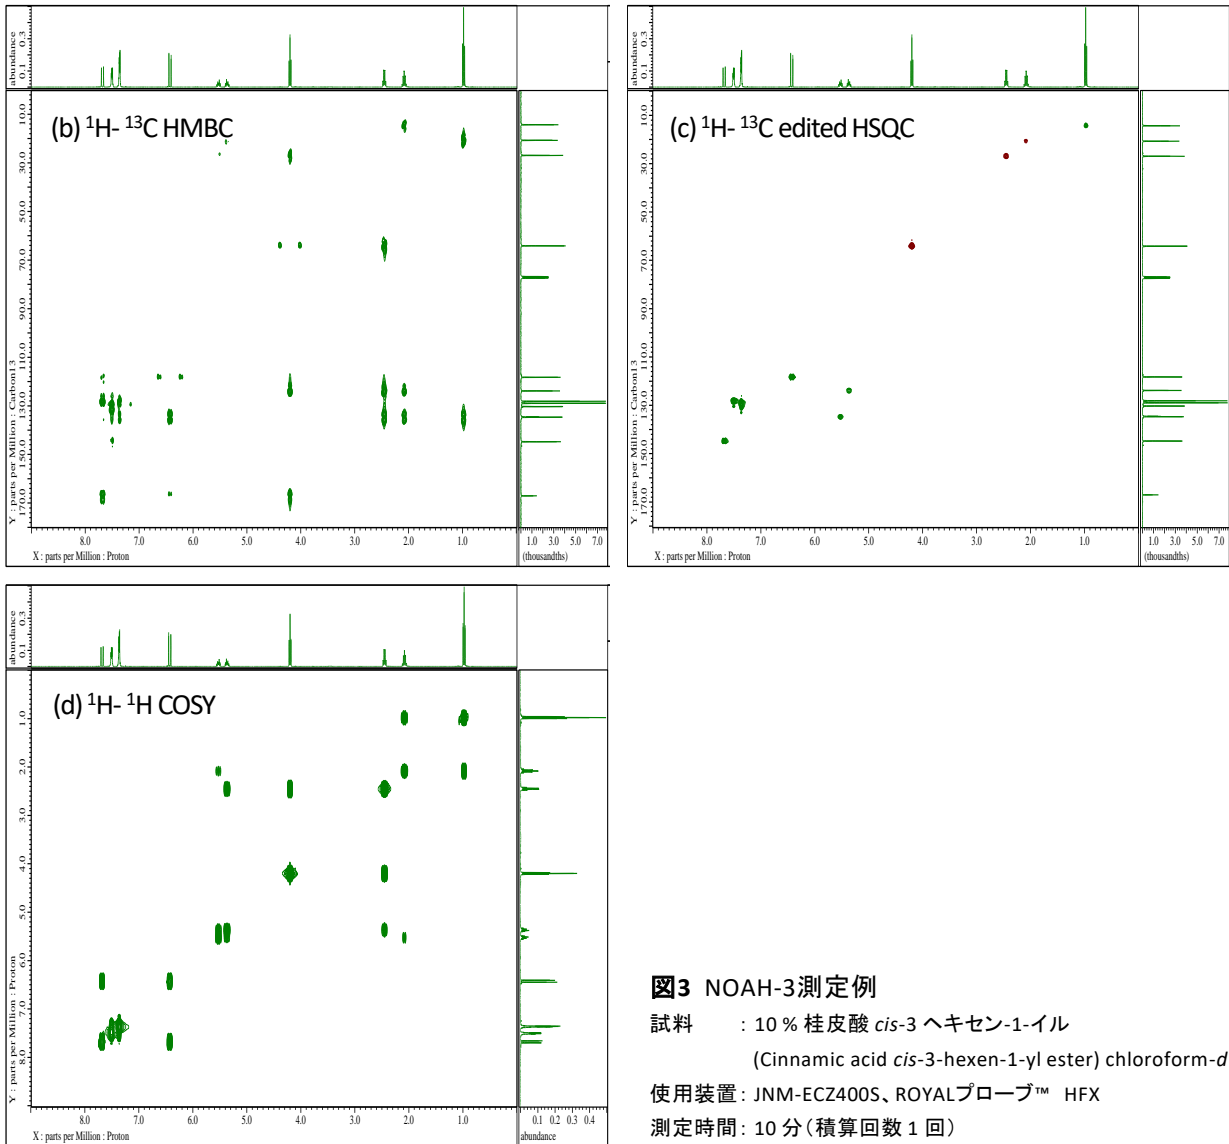 abundance
0.1 0.3
(b) ¹H- ¹³C HMBC
Y : parts per Million : Carbon13
10.0 30.0 50.0 70.0 90.0 110.0 130.0 150.0 170.0
8.0 7.0 6.0 5.0 4.0 3.0 2.0 1.0
X : parts per Million : Proton
1.0 3.0 5.0 7.0
(thousandths)
abundance
0.1 0.3
(c) ¹H- ¹³C edited HSQC
Y : parts per Million : Carbon13
10.0 30.0 50.0 70.0 90.0 110.0 130.0 150.0 170.0
8.0 7.0 6.0 5.0 4.0 3.0 2.0 1.0
X : parts per Million : Proton
1.0 3.0 5.0 7.0
(thousandths)
abundance
0.1 0.3
(d) ¹H- ¹H COSY
Y : parts per Million : Proton
1.0 2.0 3.0 4.0 5.0 6.0 7.0 8.0
8.0 7.0 6.0 5.0 4.0 3.0 2.0 1.0
X : parts per Million : Proton
0.1 0.2 0.3 0.4
abundance
図3 NOAH-3測定例
試料 : 10 % 桂皮酸 cis-3 ヘキセン-1-イル
(Cinnamic acid cis-3-hexen-1-yl ester) chloroform-d
使用装置: JNM-ECZ400S、ROYALプローブ™ HFX
測定時間: 10 分(積算回数 1 回)